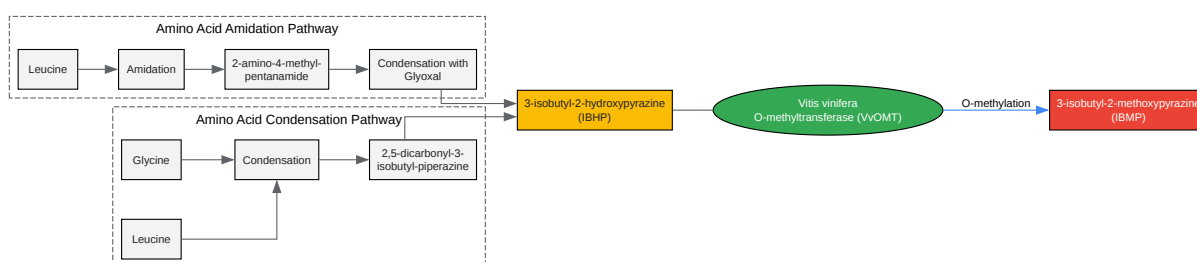 Amino Acid Amidation Pathway
Leucine
Amidation
2-amino-4-methyl-
pentanamide
Condensation with
Glyoxal
Amino Acid Condensation Pathway
Glycine
Condensation
2,5-dicarbonyl-3-
isobutyl-piperazine
Leucine
3-isobutyl-2-hydroxypyrazine
(IBHP)
Vitis vinifera
O-methyltransferase (VvOMT)
O-methylation
3-isobutyl-2-methoxypyrazine
(IBMP)